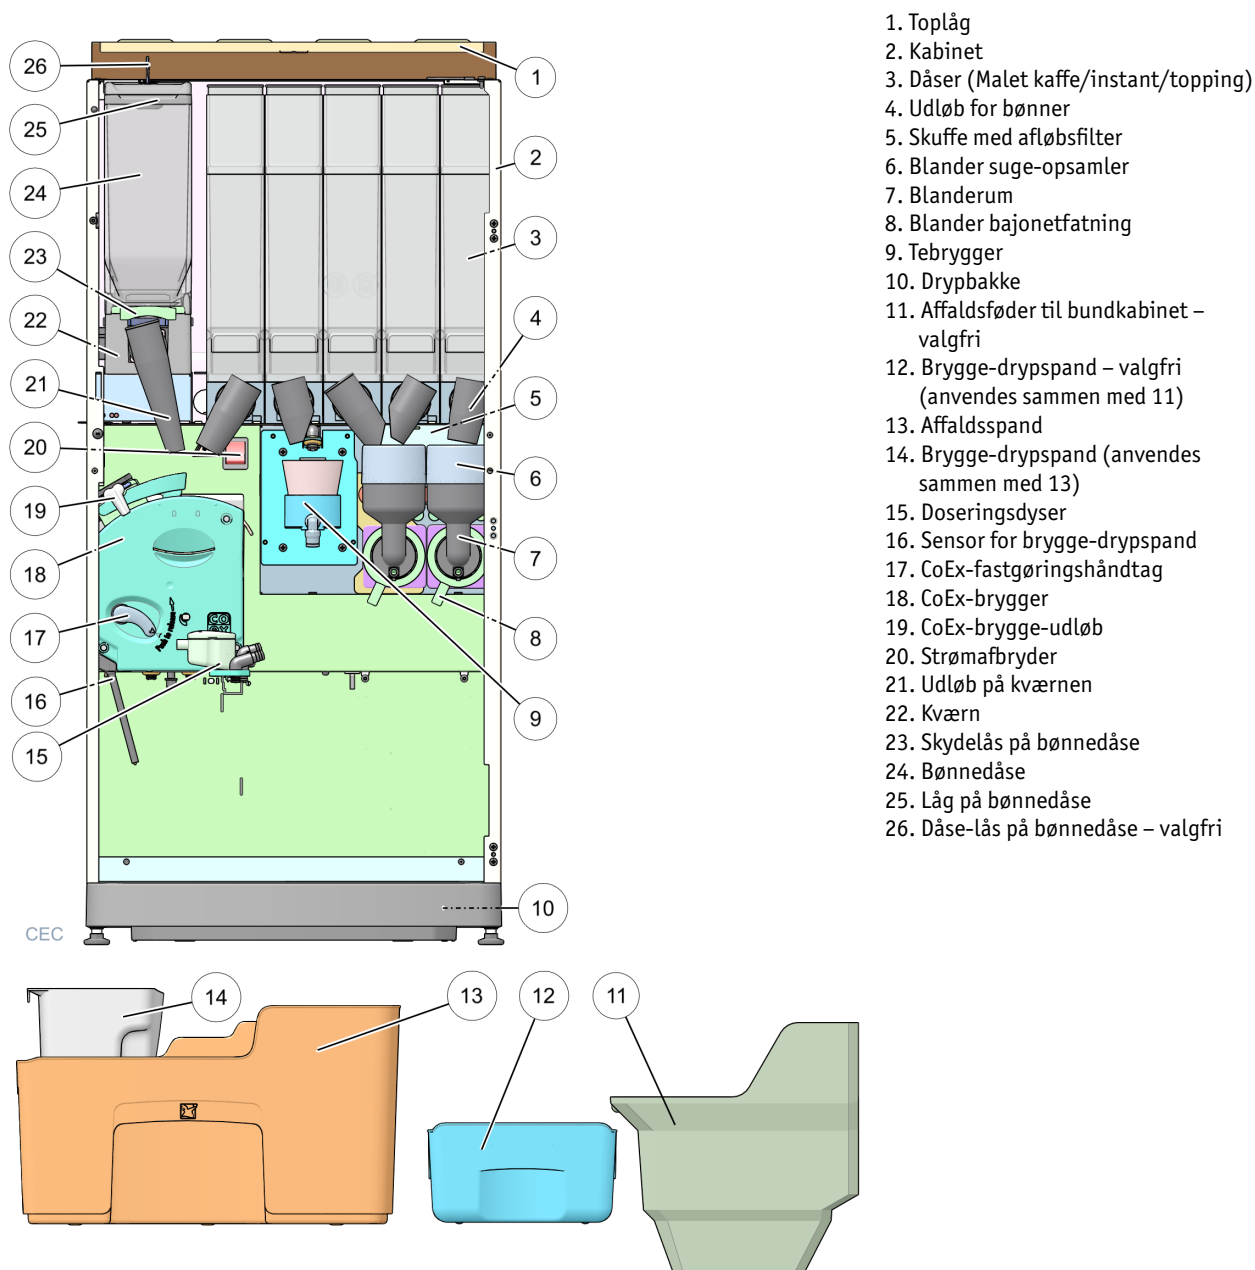 1. Toplåg
2. Kabinet
3. Dåser (Malet kaffe/instant/topping)
4. Udløb for bønner
5. Skuffe med afløbsfilter
6. Blander suge-opsamler
7. Blanderum
8. Blander bajonetfatning
9. Tebrygger
10. Drypbakke
11. Affaldsføder til bundkabinet –
valgfri
12. Brygge-drypspand – valgfri
(anvendes sammen med 11)
13. Affaldsspand
14. Brygge-drypspand (anvendes
sammen med 13)
15. Doseringsdyser
16. Sensor for brygge-drypspand
17. CoEx-fastgøringshåndtag
18. CoEx-brygger
19. CoEx-brygge-udløb
20. Strømafbryder
21. Udløb på kværnen
22. Kværn
23. Skydelås på bønnedåse
24. Bønnedåse
25. Låg på bønnedåse
26. Dåse-lås på bønnedåse – valgfri
26
1
25
2
24
3
23
22
4
21
5
20
6
19
7
18
17
Push to release
8
16
9
15
10
CEC
14
13
12
11